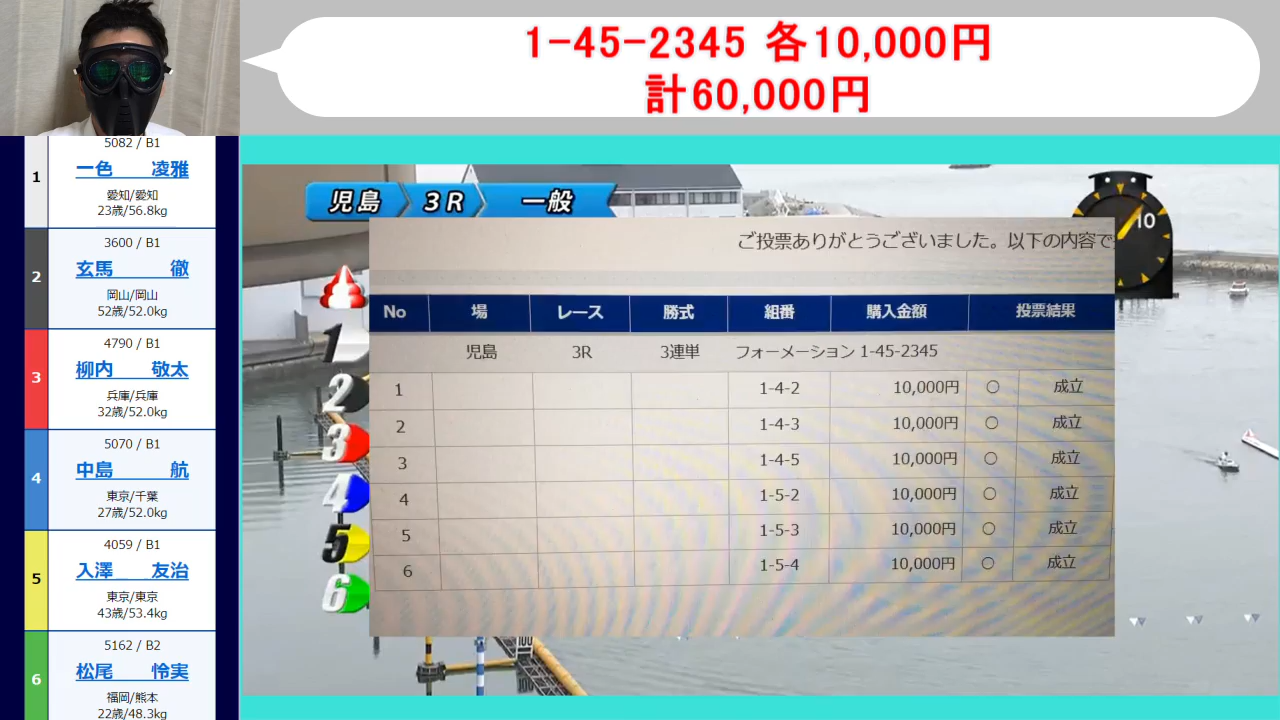 1-45-2345 各10,000円
計60,000円
5082 / B1
1
一色 凌雅
愛知/愛知
23歳/56.8kg
3600 / B1
2
玄馬 徹
岡山/岡山
52歳/52.0kg
4790 / B1
3
柳内 敬太
兵庫/兵庫
32歳/52.0kg
5070 / B1
4
中島 航
東京/千葉
27歳/52.0kg
4059 / B1
5
入澤 友治
東京/東京
43歳/53.4kg
5162 / B2
6
松尾 怜実
福岡/熊本
22歳/48.3kg
児島 3R 一般
10
1
2
3
4
5
6
ご投票ありがとうございました。以下の内容で
No 場 レース 勝式 組番 購入金額 投票結果
児島 3R 3連単 フォーメーション 1-45-2345
1 1-4-2 10,000円 ○ 成立
2 1-4-3 10,000円 ○ 成立
3 1-4-5 10,000円 ○ 成立
4 1-5-2 10,000円 ○ 成立
5 1-5-3 10,000円 ○ 成立
6 1-5-4 10,000円 ○ 成立
100